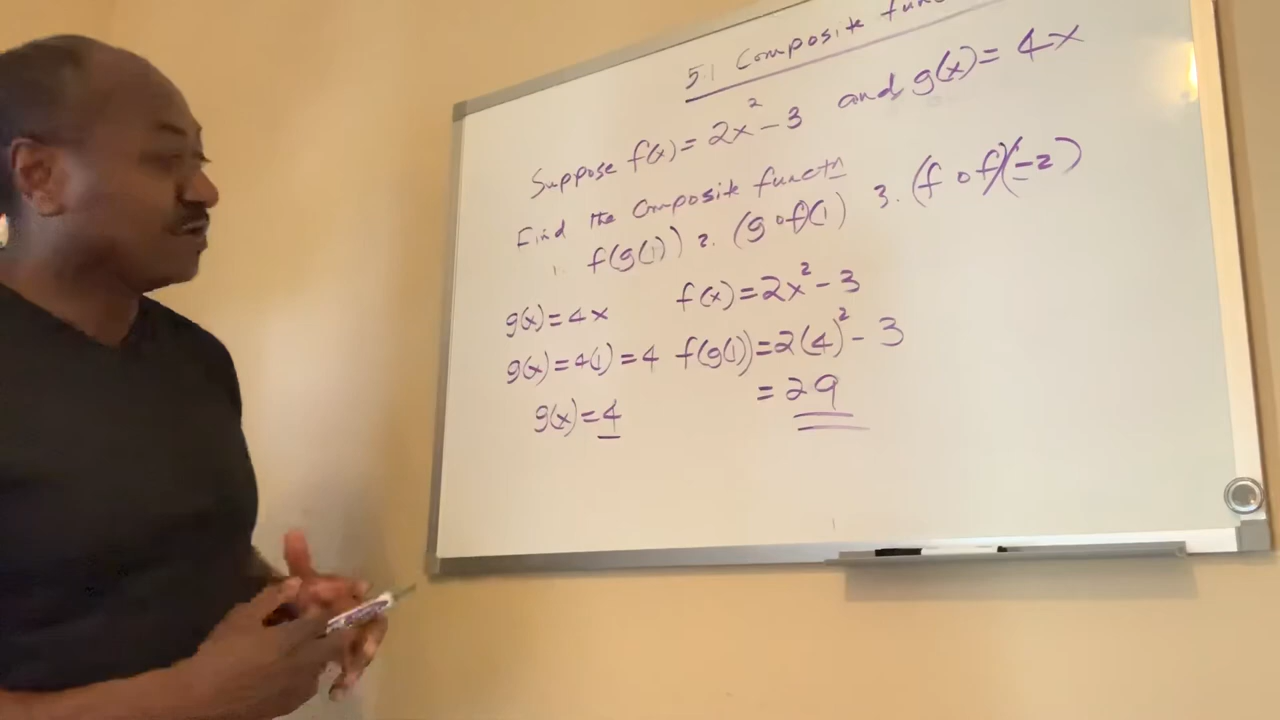 5.1 Composite func
Suppose f(x)=2x²-3 and g(x)=4x
Find the Composite functn
1. f(g(1)) 2. (g∘f(1) 3. (f∘f)(-2)
g(x)=4x f(x)=2x²-3
g(x)=4(1)=4 f(g(1))=2(4)²-3
g(x)=4 =29